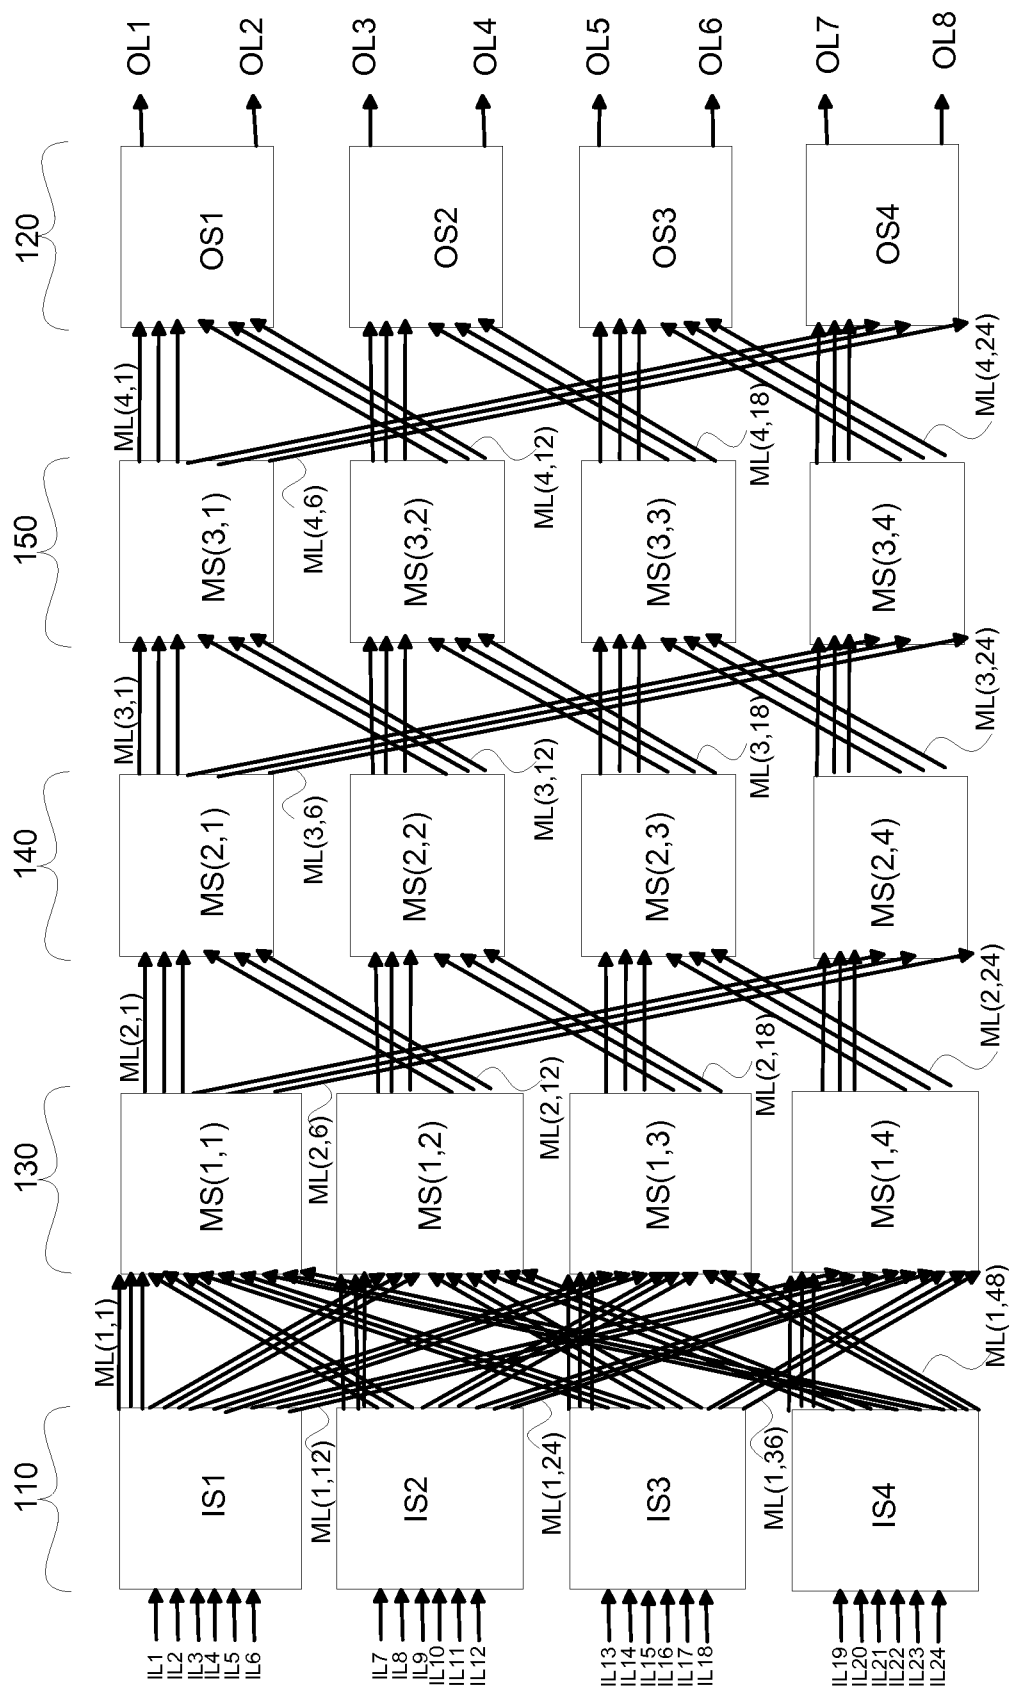 OL1
OL2
OL3
OL4
OL5
OL6
OL7
OL8
120
OS1
OS2
OS3
OS4
ML(4,1)
ML(4,6)
ML(4,12)
ML(4,18)
ML(4,24)
150
MS(3,1)
MS(3,2)
MS(3,3)
MS(3,4)
ML(3,1)
ML(3,6)
ML(3,12)
ML(3,18)
ML(3,24)
140
MS(2,1)
MS(2,2)
MS(2,3)
MS(2,4)
ML(2,1)
ML(2,6)
ML(2,12)
ML(2,18)
ML(2,24)
130
MS(1,1)
MS(1,2)
MS(1,3)
MS(1,4)
ML(1,1)
ML(1,12)
ML(1,24)
ML(1,36)
ML(1,48)
110
IS1
IS2
IS3
IS4
IL1
IL2
IL3
IL4
IL5
IL6
IL7
IL8
IL9
IL10
IL11
IL12
IL13
IL14
IL15
IL16
IL17
IL18
IL19
IL20
IL21
IL22
IL23
IL24